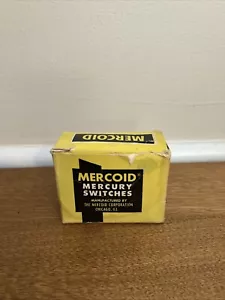 MERCOID
MERCOID®
MERCURY
SWITCHES
MANUFACTURED BY
THE MERCOID CORPORATION
CHICAGO, ILL.